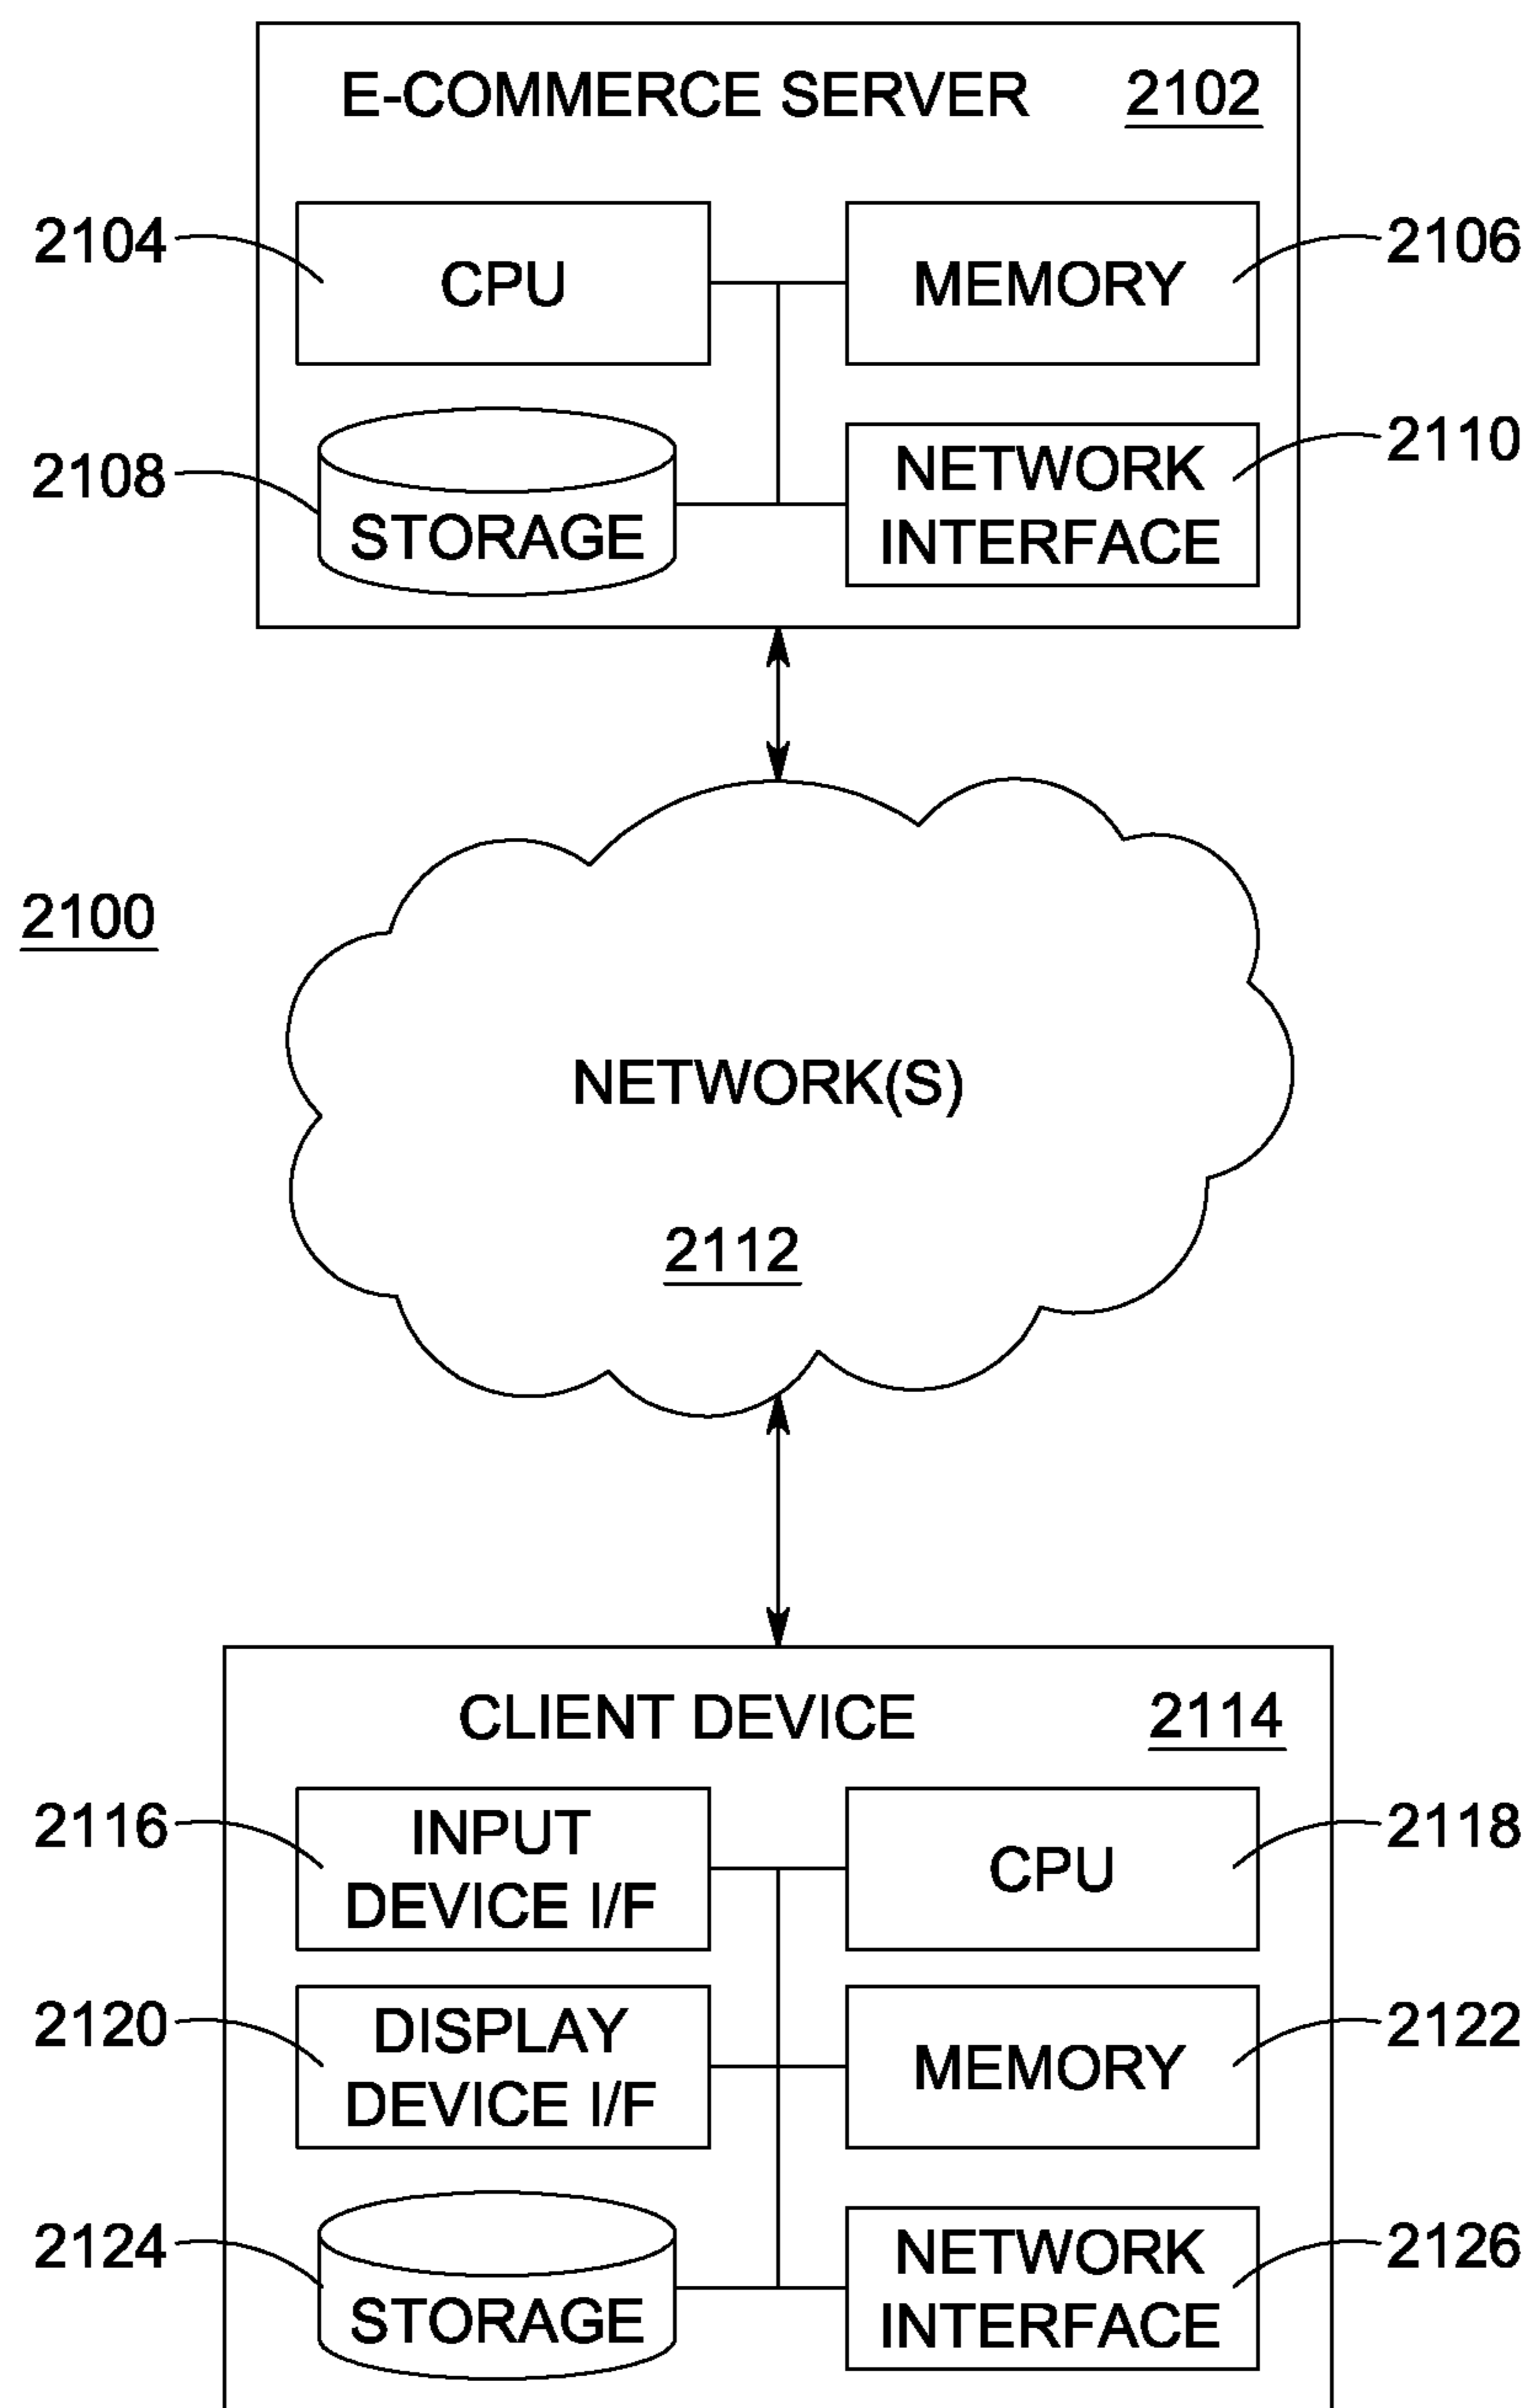 E-COMMERCE SERVER 2102
2104 CPU MEMORY 2106
2108 STORAGE
NETWORK 2110
INTERFACE
2100
NETWORK(S)
2112
CLIENT DEVICE 2114
2116 INPUT
DEVICE I/F
CPU 2118
2120 DISPLAY
DEVICE I/F
MEMORY 2122
2124 STORAGE
NETWORK 2126
INTERFACE